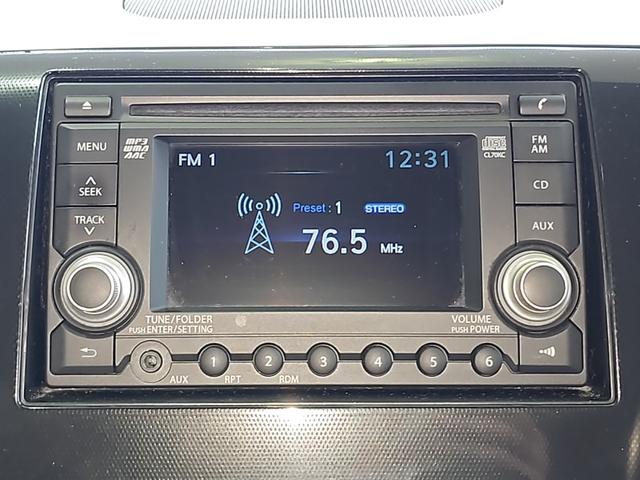 MENU
MP3
WMA
AAC
FM 1
12:31
CL70KC
FM
AM
SEEK
Preset : 1
STEREO
CD
TRACK
76.5 MHz
AUX
TUNE/FOLDER
PUSH ENTER/SETTING
VOLUME
PUSH POWER
1 2 3 4 5 6
AUX RPT RDM